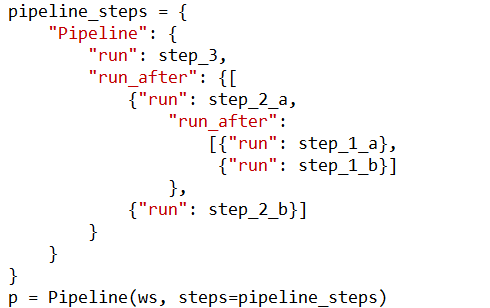 pipeline_steps = {
    "Pipeline": {
        "run": step_3,
        "run_after": {[
            {"run": step_2_a,
                "run_after":
                    [{"run": step_1_a},
                     {"run": step_1_b}]
                },
            {"run": step_2_b}]
        }
    }
}
p = Pipeline(ws, steps=pipeline_steps)